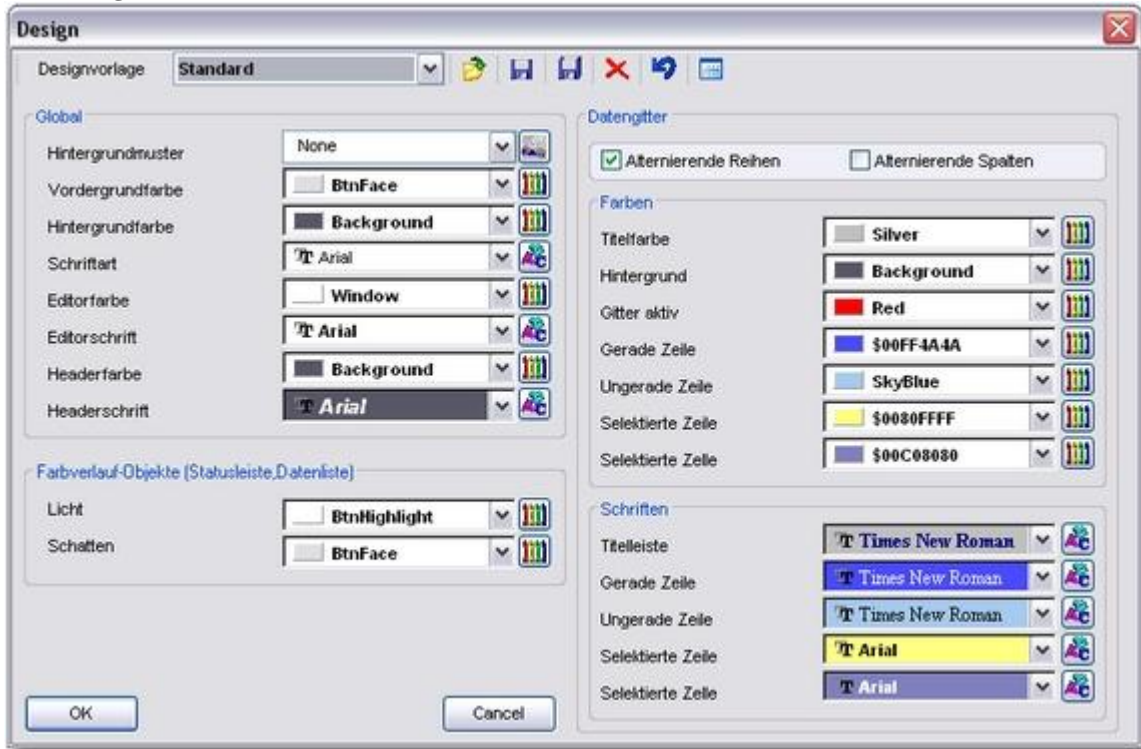 Design
Designvorlage Standard
Global
Hintergrundmuster None
Vordergrundfarbe BtnFace
Hintergrundfarbe Background
Schriftart Arial
Editorfarbe Window
Editorschrift Arial
Headerfarbe Background
Headerschrift Arial
Farbverlauf-Objekte (Statusleiste,Datenliste)
Licht BtnHighlight
Schatten BtnFace
OK Cancel
Datengitter
Alternierende Reihen Alternierende Spalten
Farben
Titelfarbe Silver
Hintergrund Background
Gitter aktiv Red
Gerade Zeile $00FF4A4A
Ungerade Zeile SkyBlue
Selektierte Zeile $0080FFFF
Selektierte Zelle $00C08080
Schriften
Titelleiste Times New Roman
Gerade Zeile Times New Roman
Ungerade Zeile Times New Roman
Selektierte Zeile Arial
Selektierte Zelle Arial